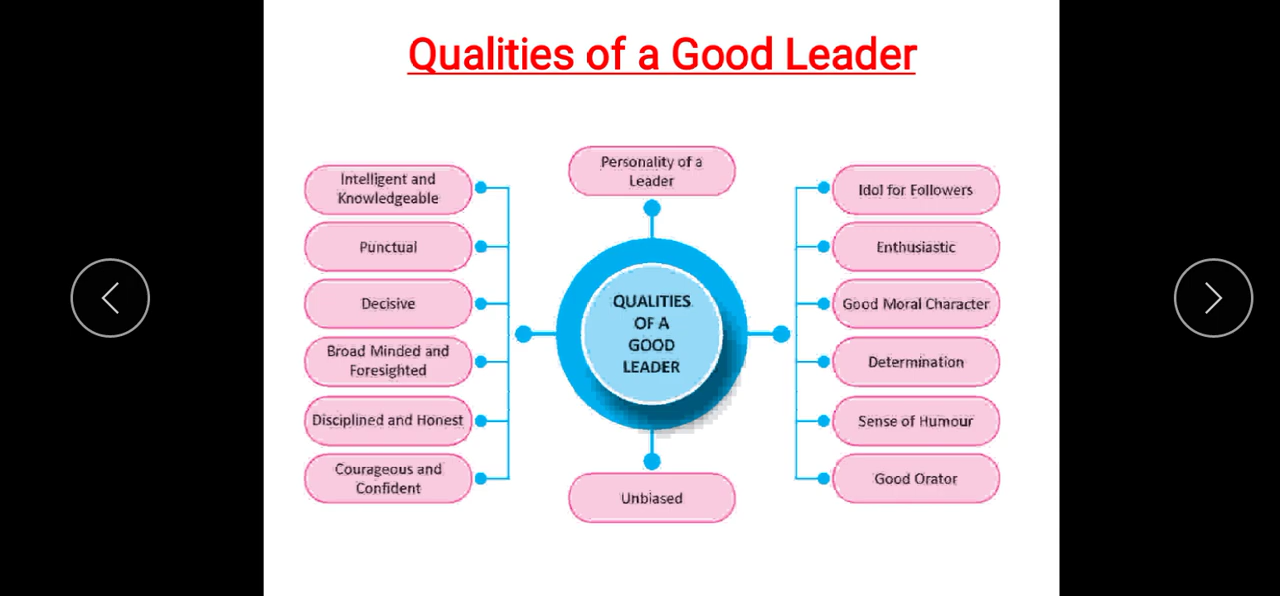 Qualities of a Good Leader
Personality of a
Leader
Intelligent and
Knowledgeable
Punctual
Decisive
Broad Minded and
Foresighted
Disciplined and Honest
Courageous and
Confident
QUALITIES
OF A
GOOD
LEADER
Idol for Followers
Enthusiastic
Good Moral Character
Determination
Sense of Humour
Good Orator
Unbiased